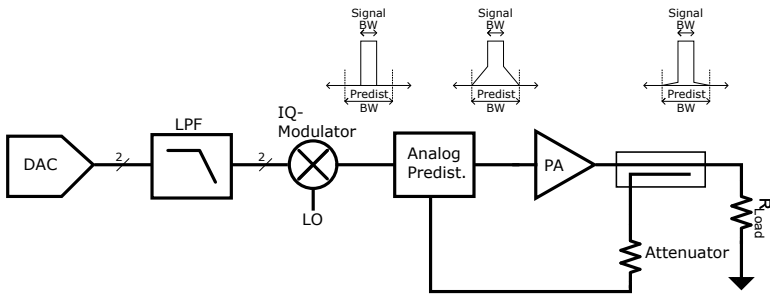 Signal
BW
Signal
BW
Signal
BW
Predist
BW
Predist
BW
Predist
BW
DAC
2
LPF
2
IQ-
Modulator
LO
Analog
Predist.
PA
Attenuator
RLoad